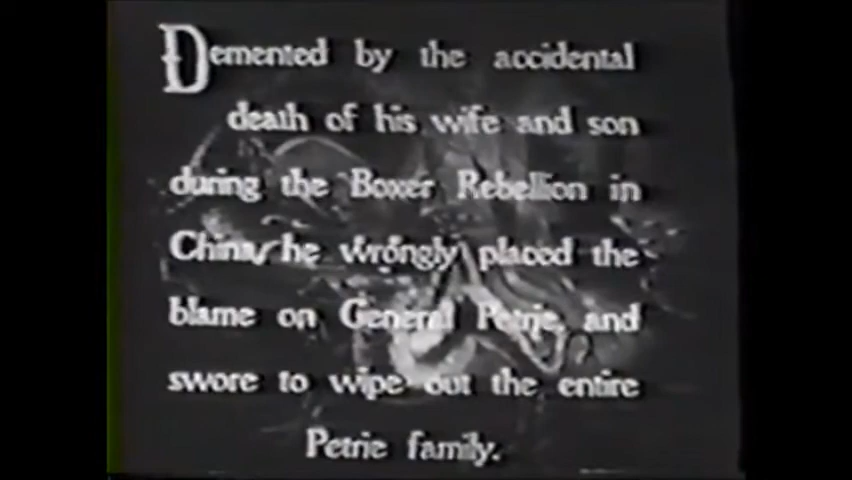 Demented by the accidental
death of his wife and son
during the Boxer Rebellion in
China, he wrongly placed the
blame on General Petrie, and
swore to wipe out the entire
Petrie family.